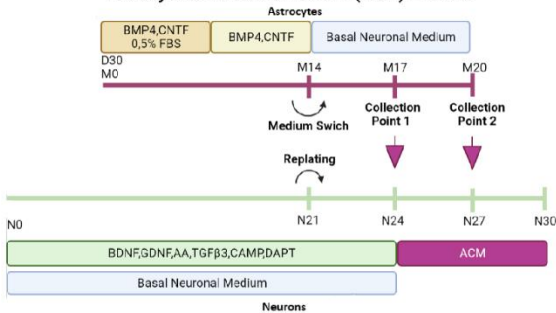 Astrocytes
BMP4,CNTF
0,5% FBS
BMP4,CNTF
Basal Neuronal Medium
D30
M0
M14
M17
M20
Medium Swich
Collection
Point 1
Collection
Point 2
Replating
N0
N21
N24
N27
N30
BDNF,GDNF,AA,TGFβ3,CAMP,DAPT
ACM
Basal Neuronal Medium
Neurons